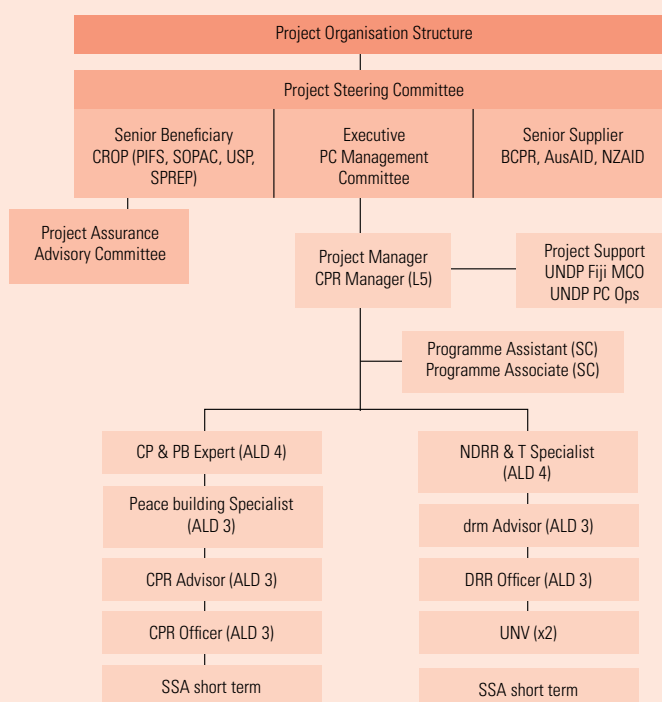 Project Organisation Structure
Project Steering Committee
Senior Beneficiary
CROP (PIFS, SOPAC, USP,
SPREP)
Executive
PC Management
Committee
Senior Supplier
BCPR, AusAID, NZAID
Project Assurance
Advisory Committee
Project Manager
CPR Manager (L5)
Project Support
UNDP Fiji MCO
UNDP PC Ops
Programme Assistant (SC)
Programme Associate (SC)
CP & PB Expert (ALD 4)
Peace building Specialist
(ALD 3)
CPR Advisor (ALD 3)
CPR Officer (ALD 3)
SSA short term
NDRR & T Specialist
(ALD 4)
drm Advisor (ALD 3)
DRR Officer (ALD 3)
UNV (x2)
SSA short term